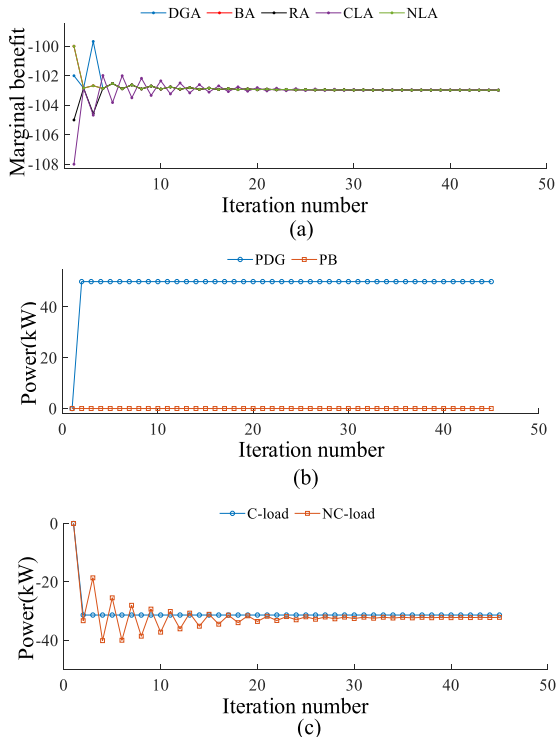 DGA BA RA CLA NLA
-100
-102
-104
-106
-108
Marginal benefit
10 20 30 40 50
Iteration number
(a)
PDG PB
40
20
0
Power(kW)
0 10 20 30 40 50
Iteration number
(b)
C-load NC-load
0
-20
-40
Power(kW)
0 10 20 30 40 50
Iteration number
(c)